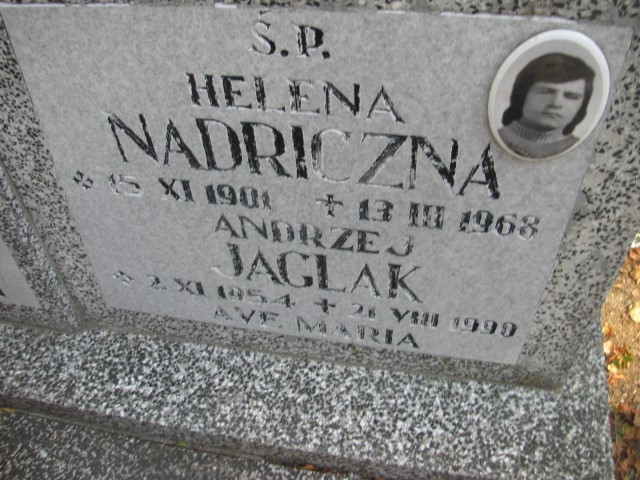 Ś.P.
HELENA
NADRICZNA
* 15 XI 1901 + 13 III 1968
ANDRZEJ
JAGLAK
* 2 XI 1954 + 21 VIII 1999
AVE MARIA